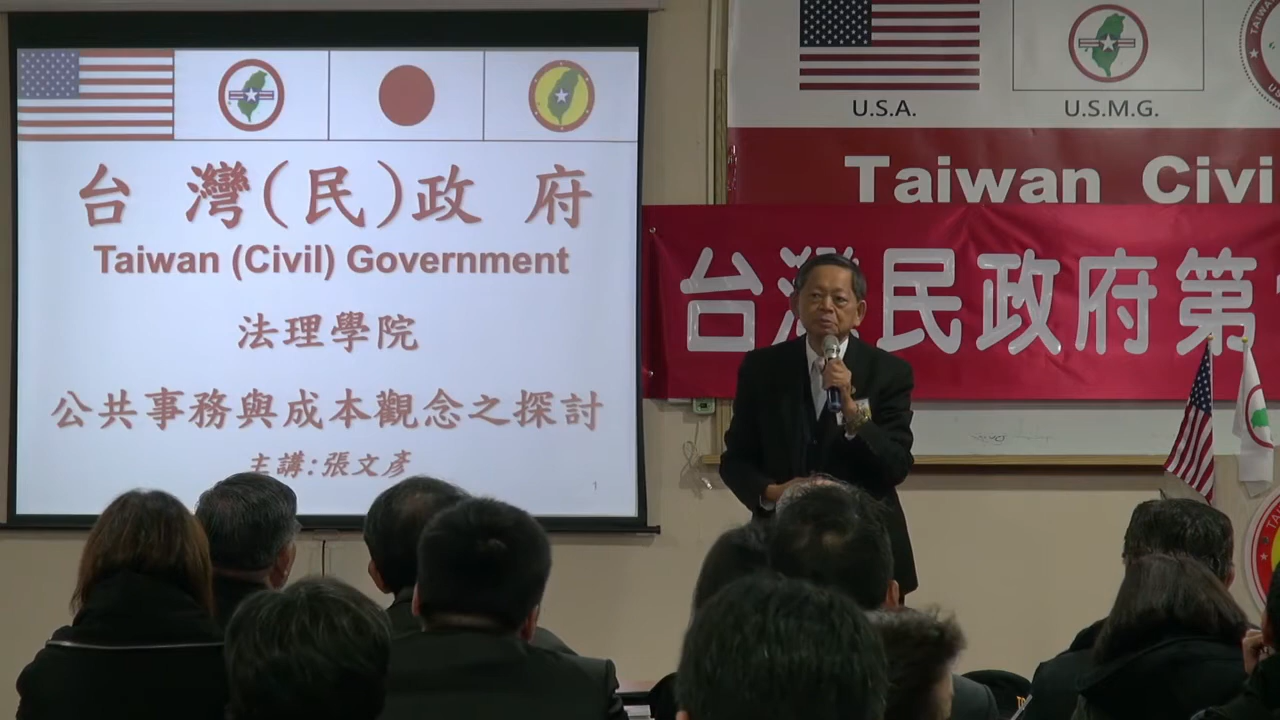 台 灣(民)政 府
Taiwan (Civil) Government
法理學院
公共事務與成本觀念之探討
主講:張文彥
1
U.S.A.
U.S.M.G.
Taiwan Civi
台灣民政府第